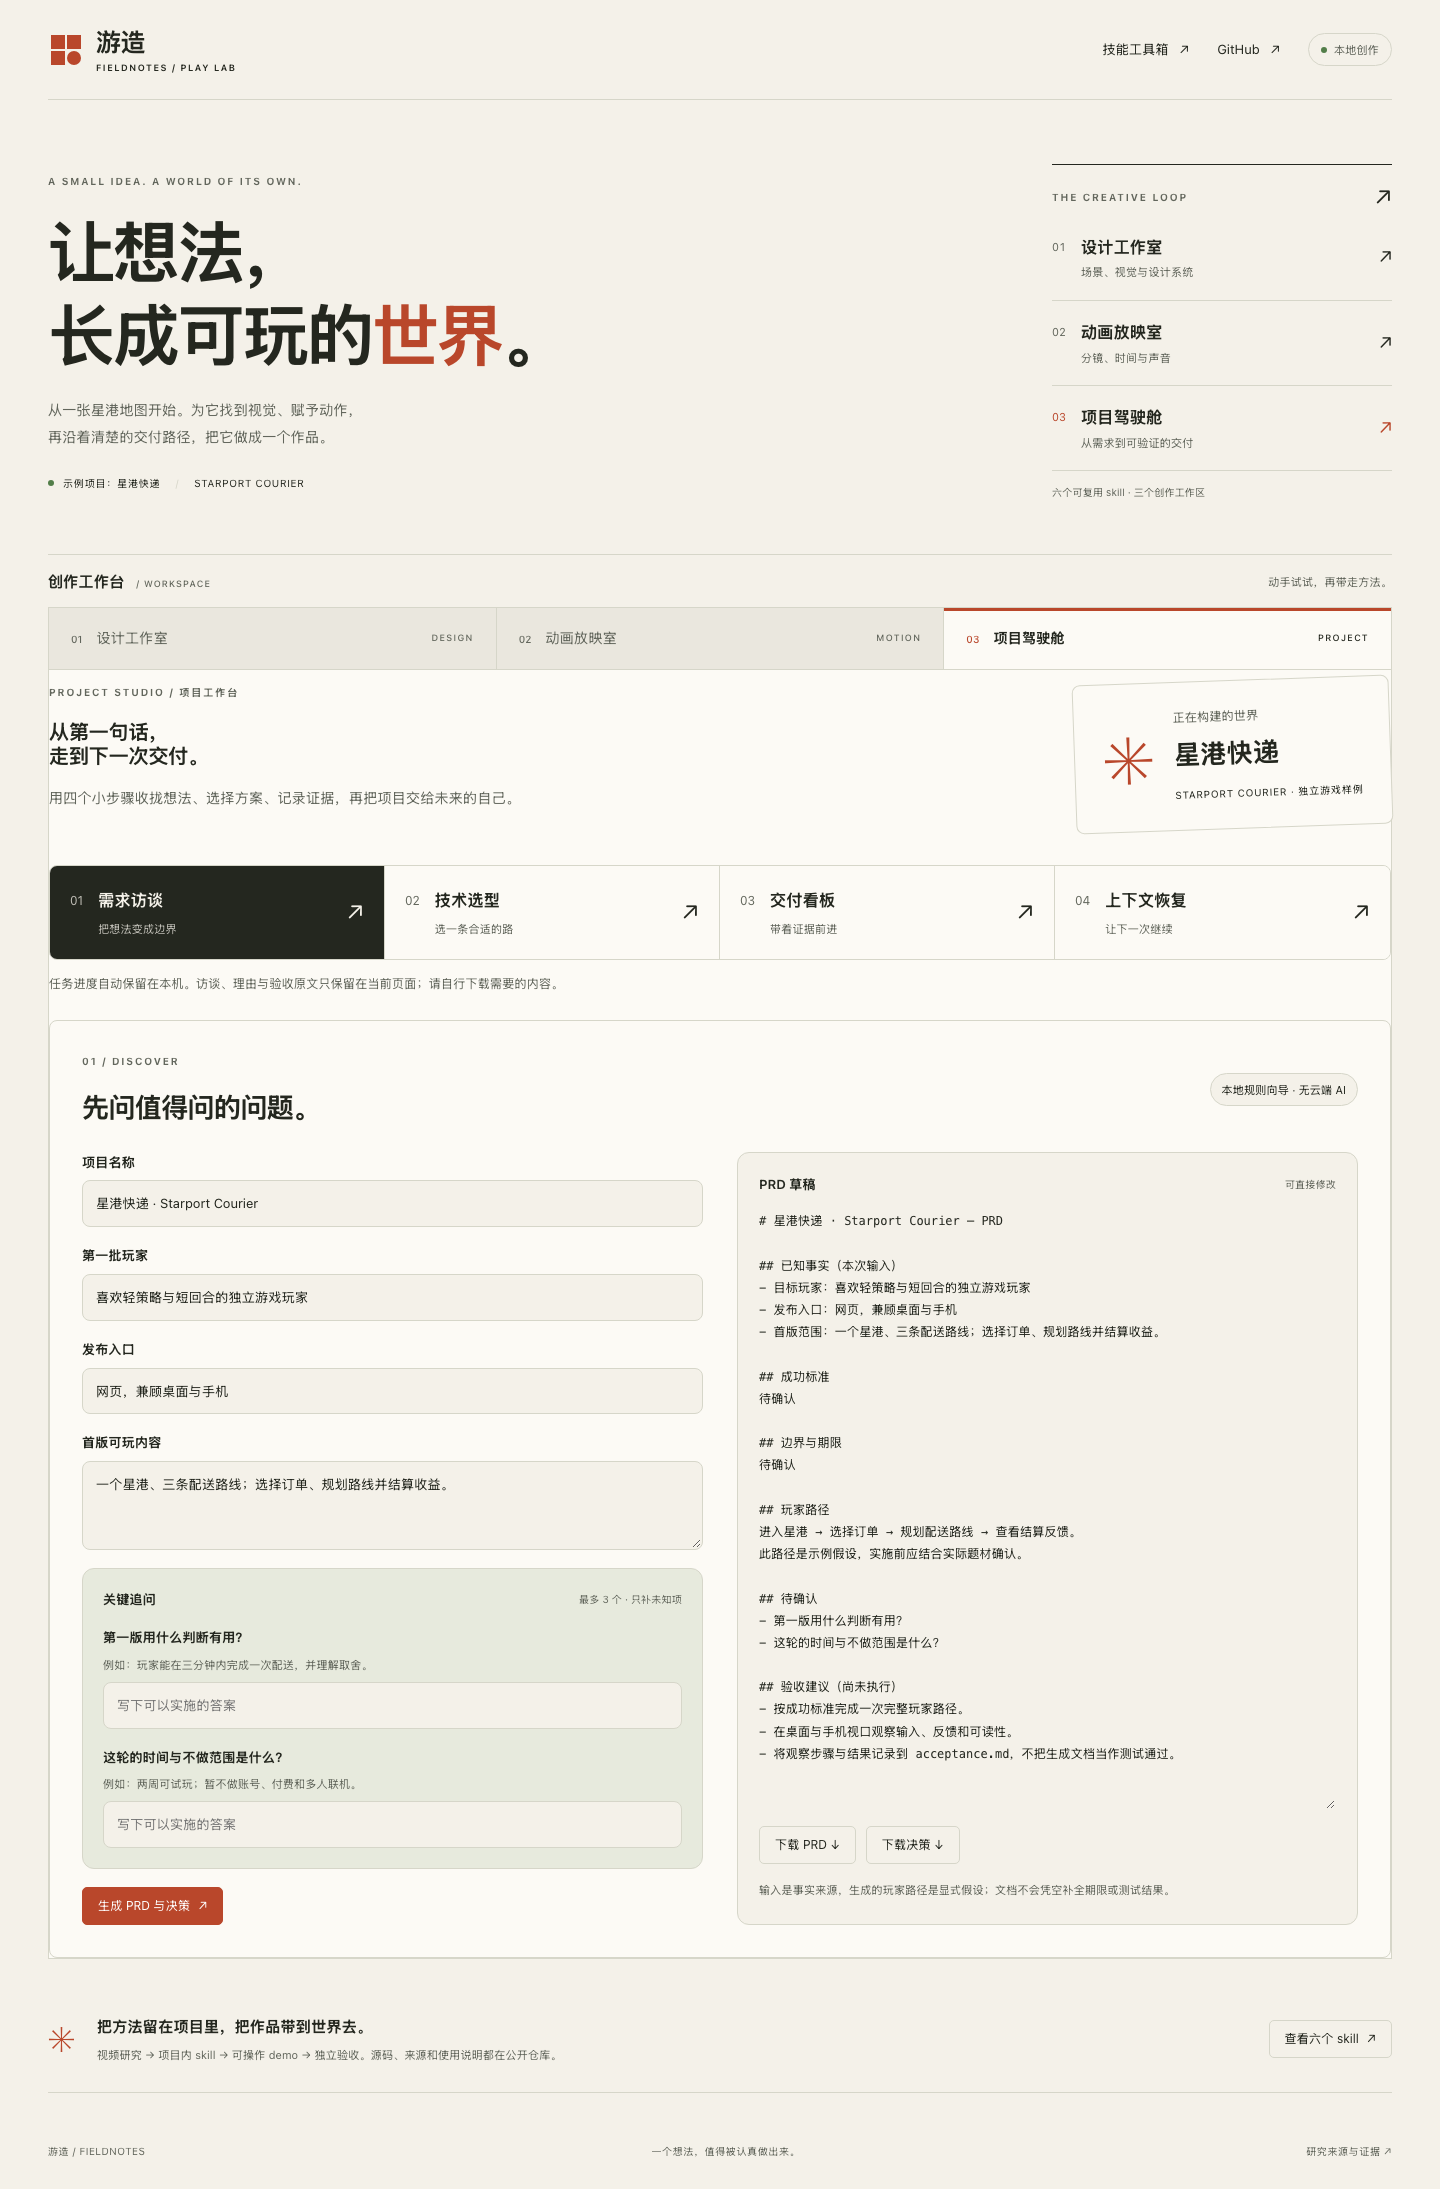 游造
FIELDNOTES / PLAY LAB
技能工具箱 ↗
GitHub ↗
本地创作
A SMALL IDEA. A WORLD OF ITS OWN.
让想法，
长成可玩的世界。
从一张星港地图开始。为它找到视觉、赋予动作，
再沿着清楚的交付路径，把它做成一个作品。
示例项目：星港快递 / STARPORT COURIER
THE CREATIVE LOOP ↗
01 设计工作室 ↗
场景、视觉与设计系统
02 动画放映室 ↗
分镜、时间与声音
03 项目驾驶舱 ↗
从需求到可验证的交付
六个可复用 skill · 三个创作工作区
创作工作台 / WORKSPACE
动手试试，再带走方法。
01 设计工作室 DESIGN
02 动画放映室 MOTION
03 项目驾驶舱 PROJECT
PROJECT STUDIO / 项目工作台
从第一句话，
走到下一次交付。
用四个小步骤收拢想法、选择方案、记录证据，再把项目交给未来的自己。
正在构建的世界
星港快递
STARPORT COURIER · 独立游戏样例
01 需求访谈 ↗
把想法变成边界
02 技术选型 ↗
选一条合适的路
03 交付看板 ↗
带着证据前进
04 上下文恢复 ↗
让下一次继续
任务进度自动保留在本机。访谈、理由与验收原文只保留在当前页面；请自行下载需要的内容。
01 / DISCOVER
先问值得问的问题。
本地规则向导 · 无云端 AI
项目名称
星港快递 · Starport Courier
第一批玩家
喜欢轻策略与短回合的独立游戏玩家
发布入口
网页，兼顾桌面与手机
首版可玩内容
一个星港、三条配送路线；选择订单、规划路线并结算收益。
关键追问
最多 3 个 · 只补未知项
第一版用什么判断有用？
例如：玩家能在三分钟内完成一次配送，并理解取舍。
写下可以实施的答案
这轮的时间与不做范围是什么？
例如：两周可试玩；暂不做账号、付费和多人联机。
写下可以实施的答案
生成 PRD 与决策 ↗
PRD 草稿
可直接修改
# 星港快递 · Starport Courier — PRD
## 已知事实（本次输入）
- 目标玩家：喜欢轻策略与短回合的独立游戏玩家
- 发布入口：网页，兼顾桌面与手机
- 首版范围：一个星港、三条配送路线；选择订单、规划路线并结算收益。
## 成功标准
待确认
## 边界与期限
待确认
## 玩家路径
进入星港 → 选择订单 → 规划配送路线 → 查看结算反馈。
此路径是示例假设，实施前应结合实际题材确认。
## 待确认
- 第一版用什么判断有用？
- 这轮的时间与不做范围是什么？
## 验收建议（尚未执行）
- 按成功标准完成一次完整玩家路径。
- 在桌面与手机视口观察输入、反馈和可读性。
- 将观察步骤与结果记录到 acceptance.md，不把生成文档当作测试通过。
下载 PRD ↓
下载决策 ↓
输入是事实来源，生成的玩家路径是显式假设；文档不会凭空补全期限或测试结果。
把方法留在项目里，把作品带到世界去。
视频研究 → 项目内 skill → 可操作 demo → 独立验收。源码、来源和使用说明都在公开仓库。
查看六个 skill ↗
游造 / FIELDNOTES
一个想法，值得被认真做出来。
研究来源与证据 ↗